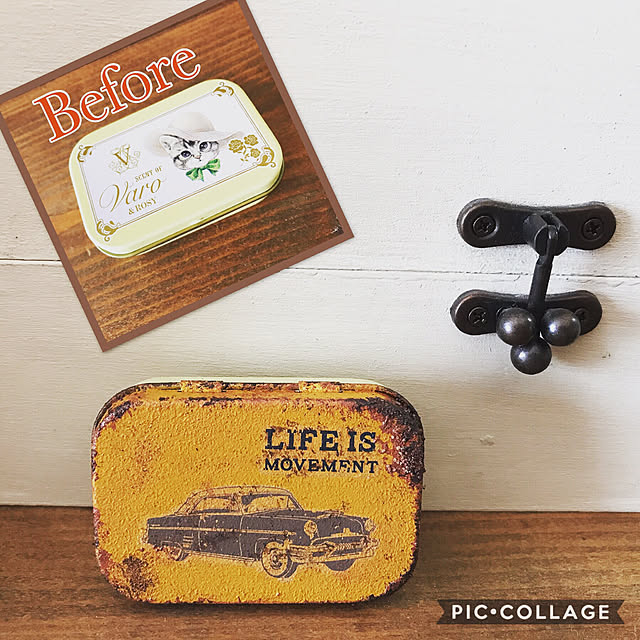 Before
V
SCENT OF
Varo
& ROSY
LIFE IS
MOVEMENT
PIC•COLLAGE